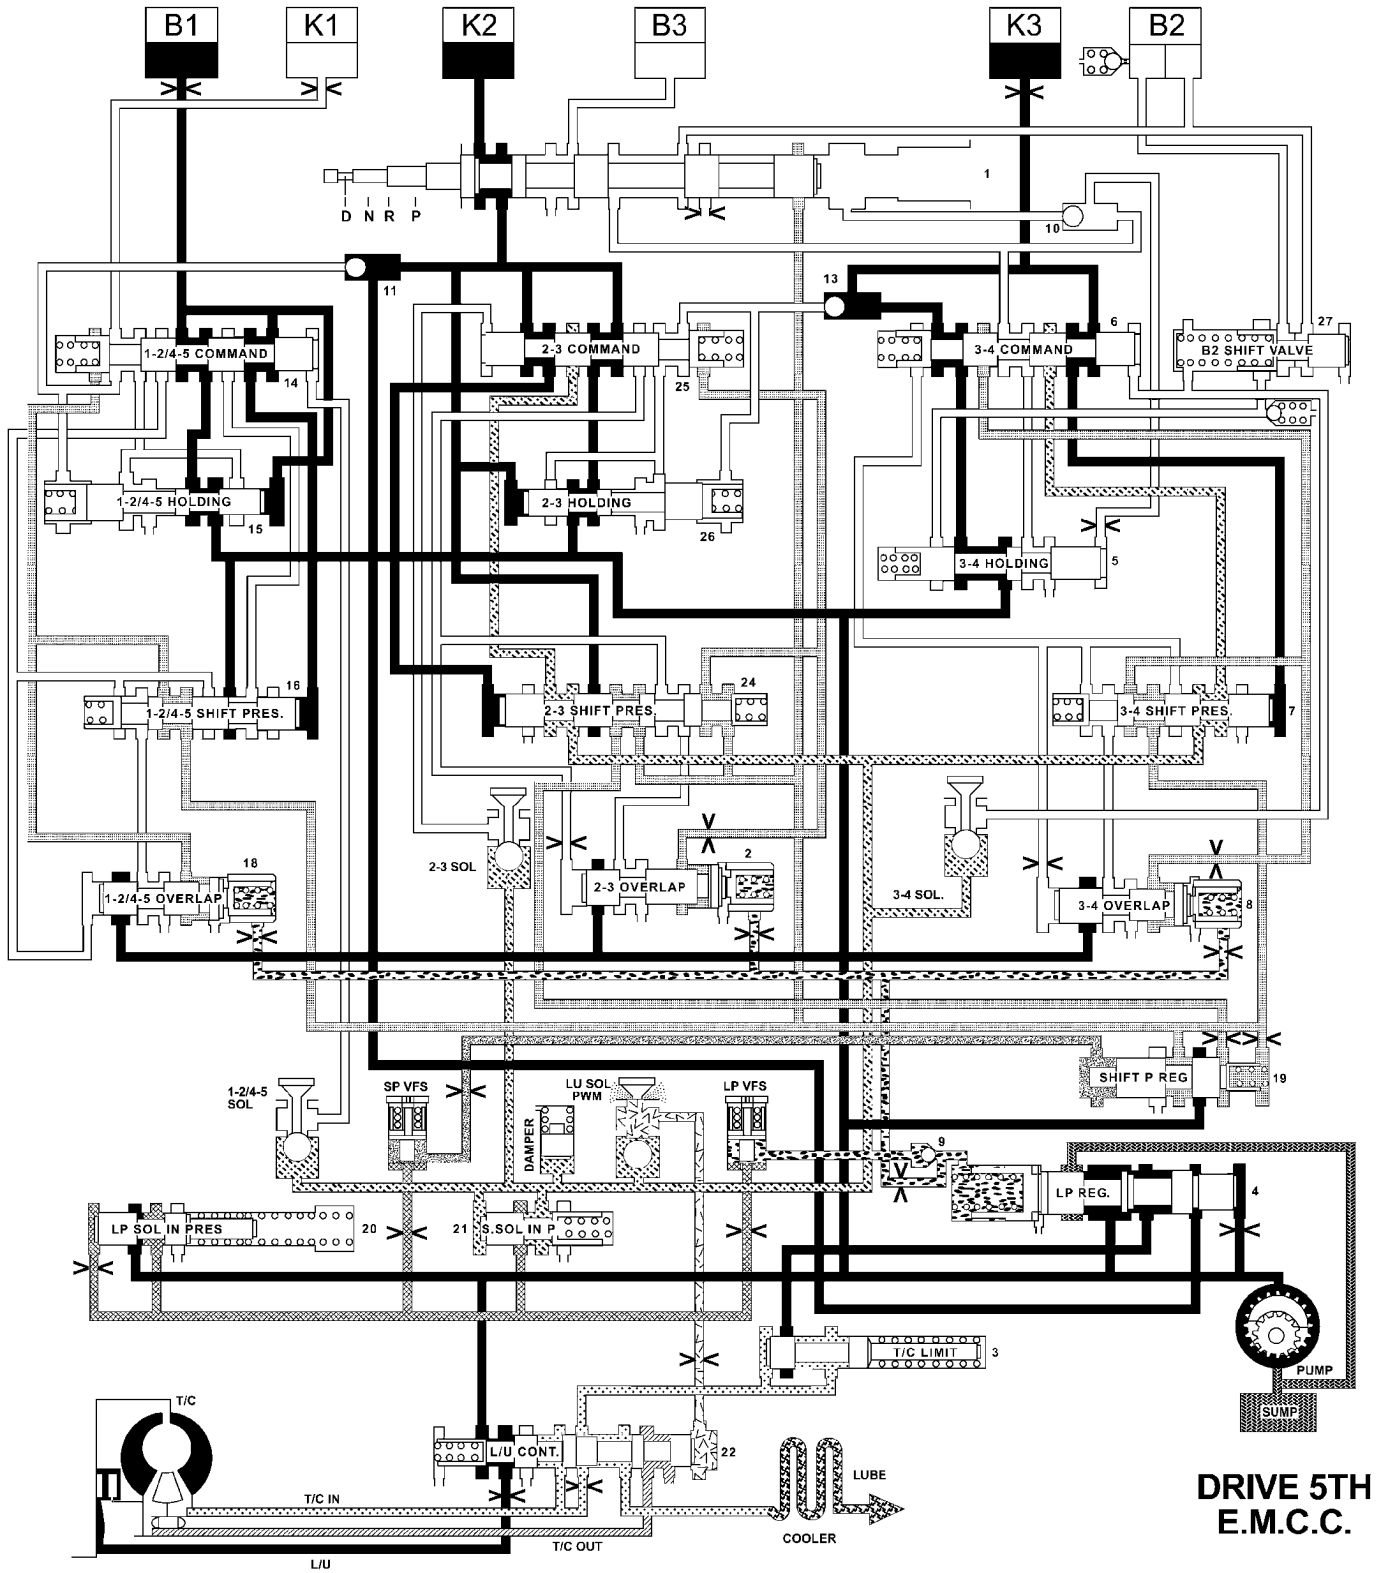 B1 K1 K2 B3 K3 B2
1
D N R P
10
11
13
6
27
1-2/4-5 COMMAND
2-3 COMMAND
3-4 COMMAND
B2 SHIFT VALVE
14
25
1-2/4-5 HOLDING
2-3 HOLDING
15
26
3-4 HOLDING
5
16
24
1-2/4-5 SHIFT PRES.
2-3 SHIFT PRES.
3-4 SHIFT PRES.
7
18
2
2-3 SOL
3-4 SOL.
1-2/4-5 OVERLAP
2-3 OVERLAP
3-4 OVERLAP
8
SHIFT P REG
19
1-2/4-5
SOL
SP VFS
LU SOL
PWM
LP VFS
DAMPER
9
LP REG.
4
LP SOL IN PRES
20
21
S.SOL IN P
T/C LIMIT
3
PUMP
SUMP
T/C
L/U CONT.
22
LUBE
T/C IN
COOLER
T/C OUT
L/U
DRIVE 5TH
E.M.C.C.